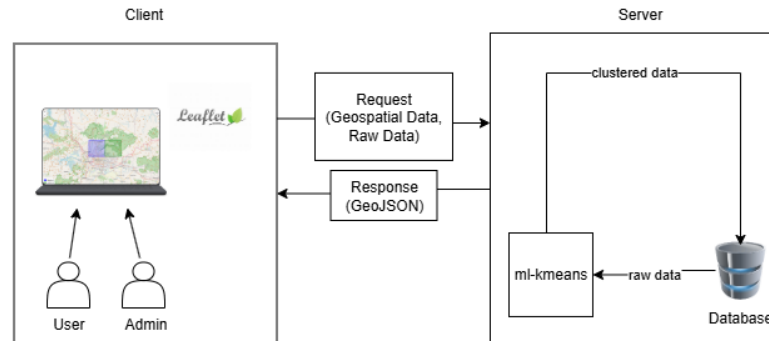 Client
Server
Leaflet
Request
(Geospatial Data,
Raw Data)
Response
(GeoJSON)
clustered data
ml-kmeans
raw data
Database
User
Admin